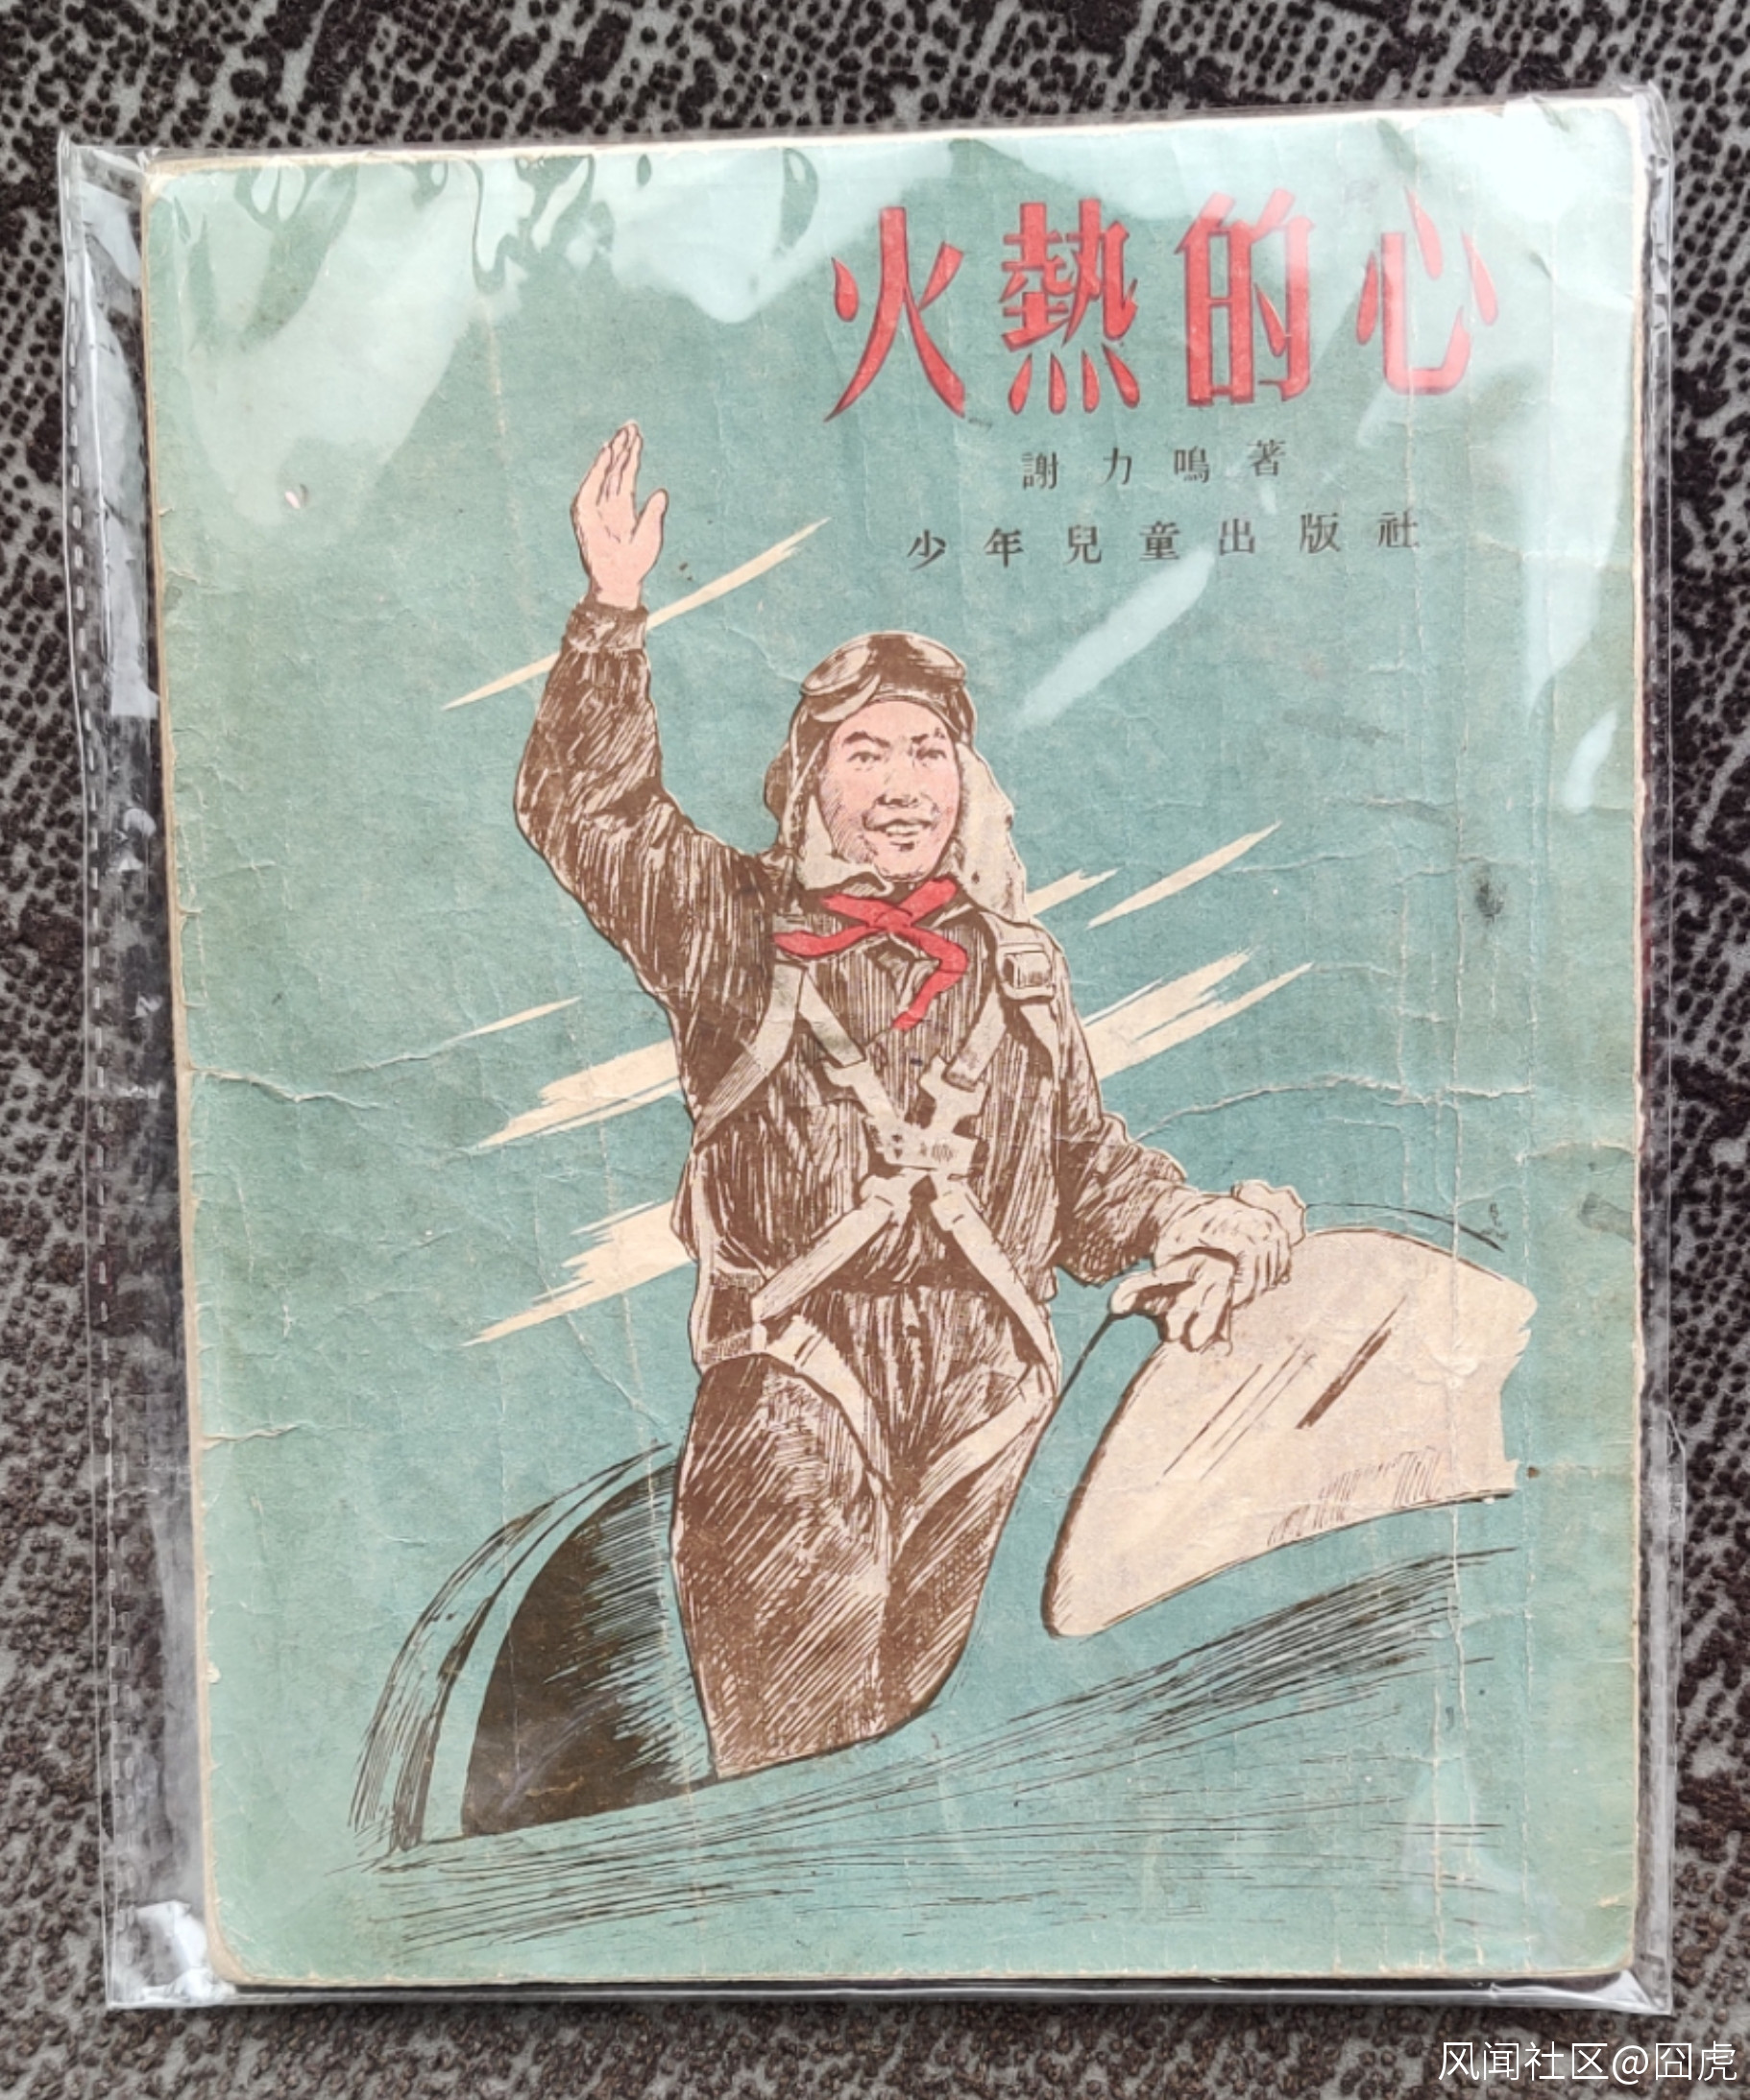 火熱的心
謝力鳴著
少年兒童出版社
风闻社区@囧虎